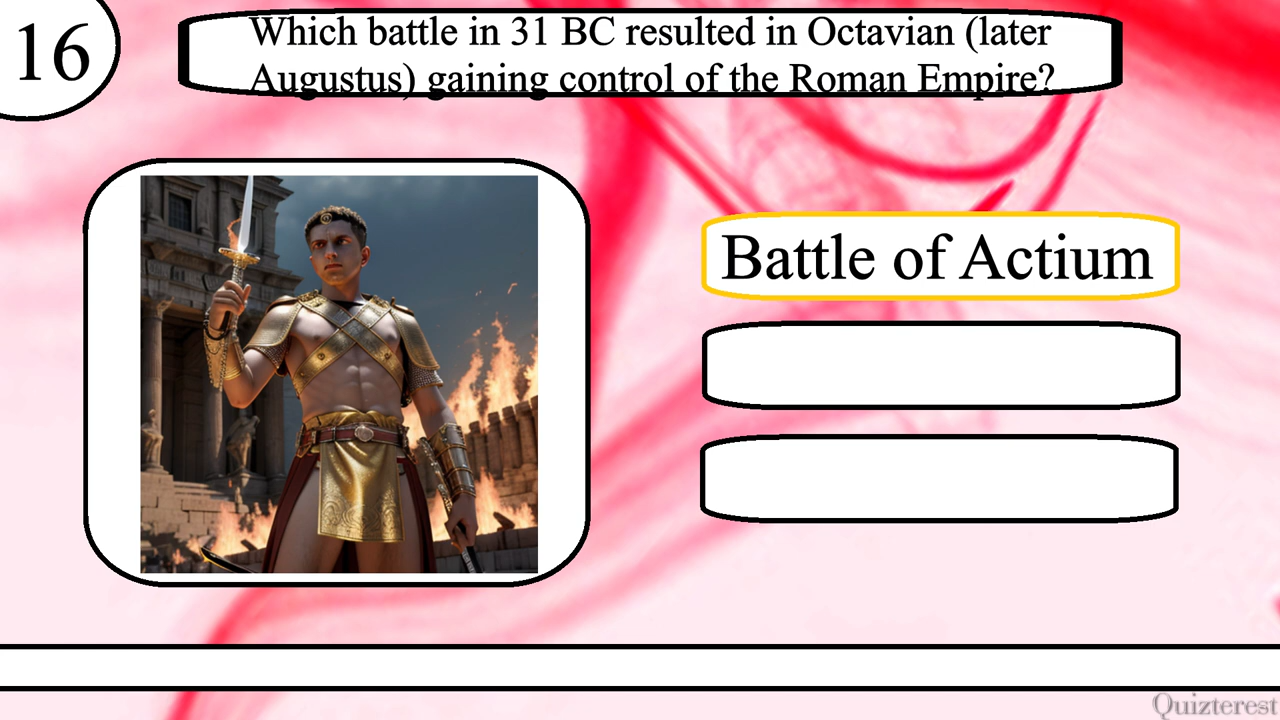 16
Which battle in 31 BC resulted in Octavian (later
Augustus) gaining control of the Roman Empire?
Battle of Actium
Quizterest